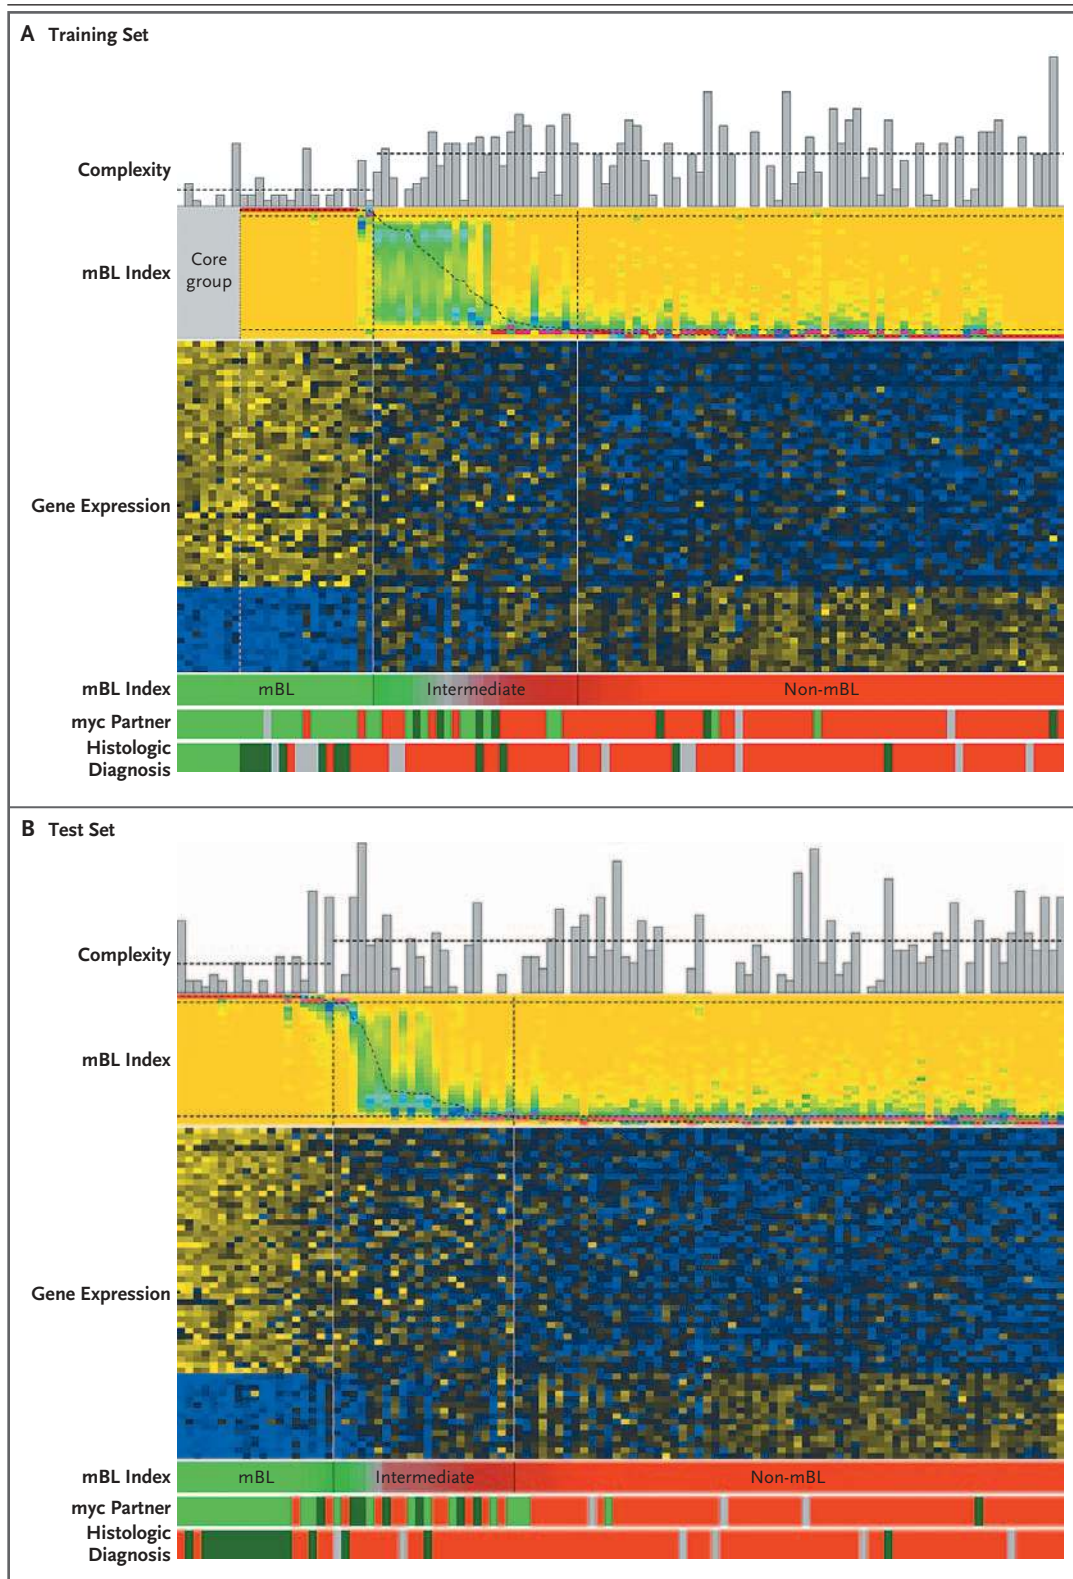 A Training Set
Complexity
Core
group
mBL Index
Gene Expression
mBL Index
mBL
Intermediate
Non-mBL
myc Partner
Histologic
Diagnosis
B Test Set
Complexity
mBL Index
Gene Expression
mBL Index
mBL
Intermediate
Non-mBL
myc Partner
Histologic
Diagnosis